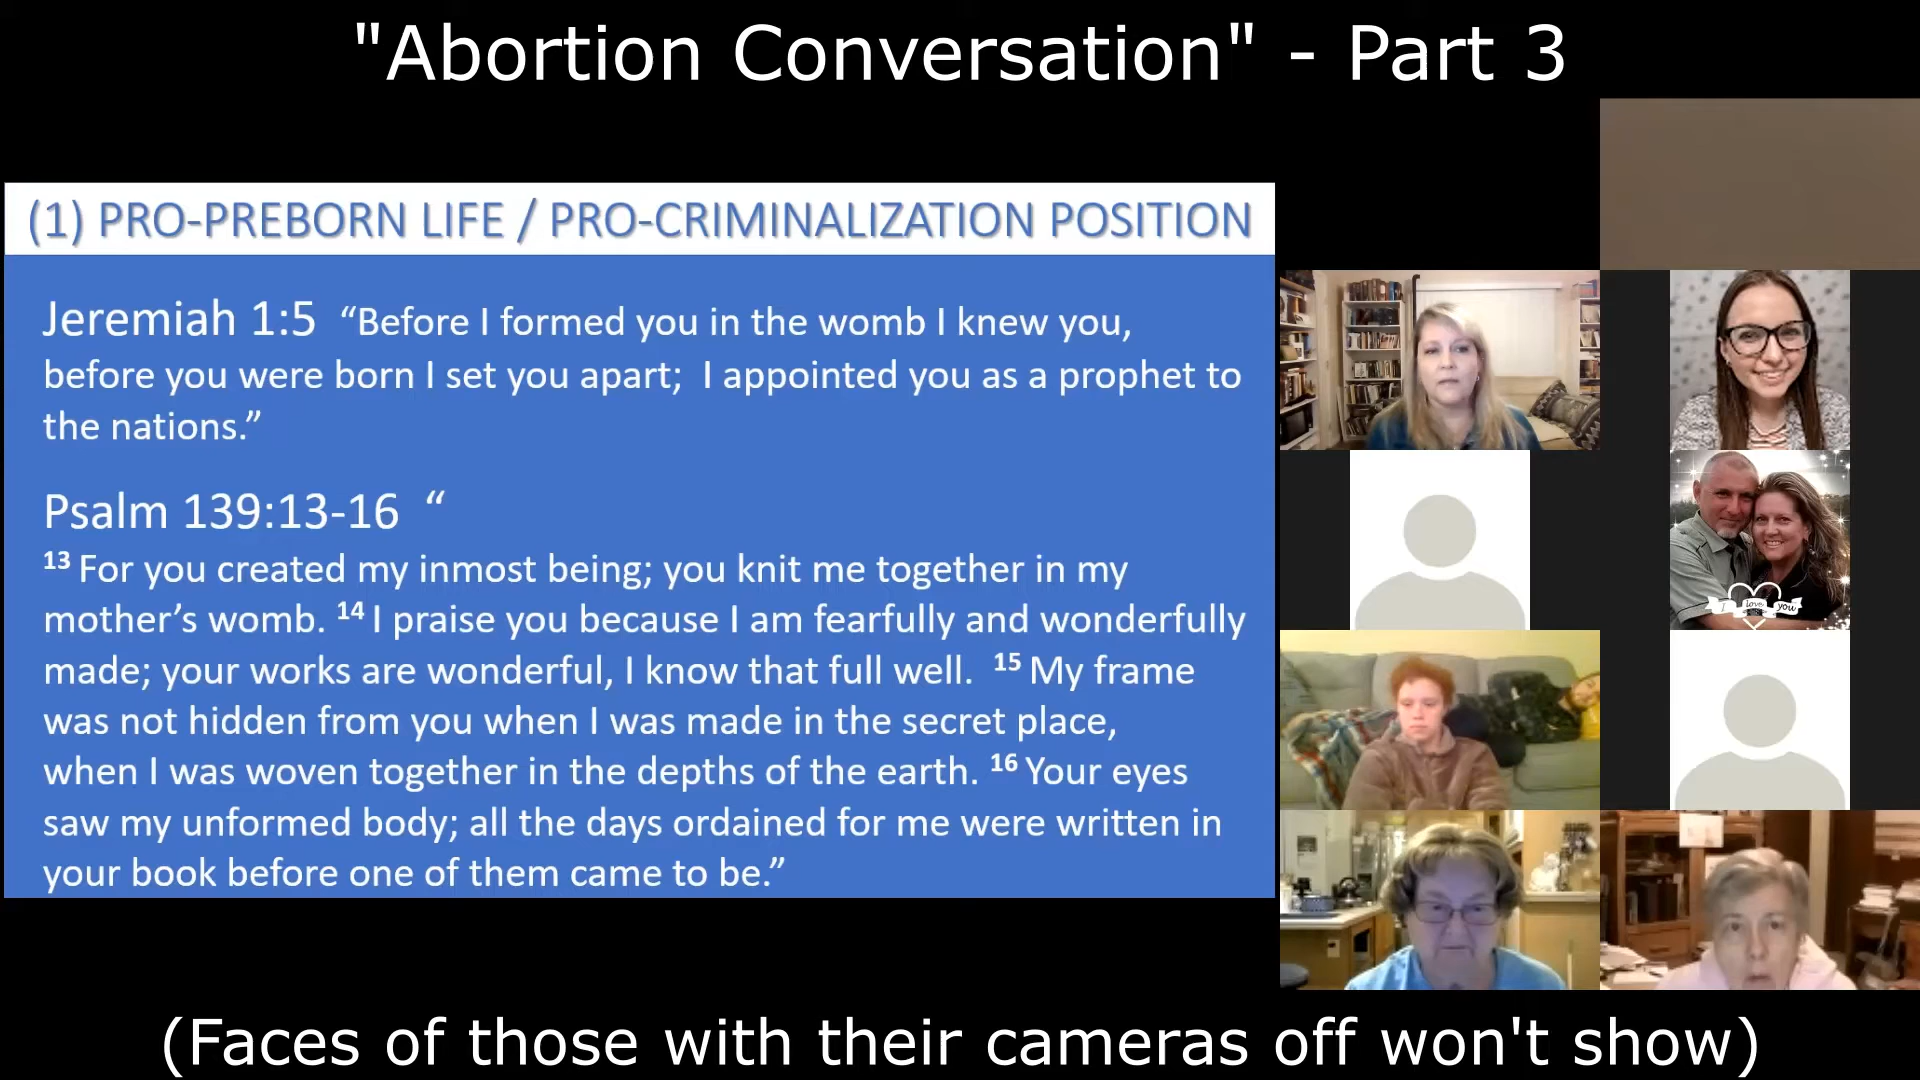 "Abortion Conversation" - Part 3
(1) PRO-PREBORN LIFE / PRO-CRIMINALIZATION POSITION
Jeremiah 1:5 “Before I formed you in the womb I knew you,
before you were born I set you apart; I appointed you as a prophet to
the nations.”
Psalm 139:13-16 “
13 For you created my inmost being; you knit me together in my
mother’s womb. 14 I praise you because I am fearfully and wonderfully
made; your works are wonderful, I know that full well. 15 My frame
was not hidden from you when I was made in the secret place,
when I was woven together in the depths of the earth. 16 Your eyes
saw my unformed body; all the days ordained for me were written in
your book before one of them came to be.”
I love you
(Faces of those with their cameras off won't show)